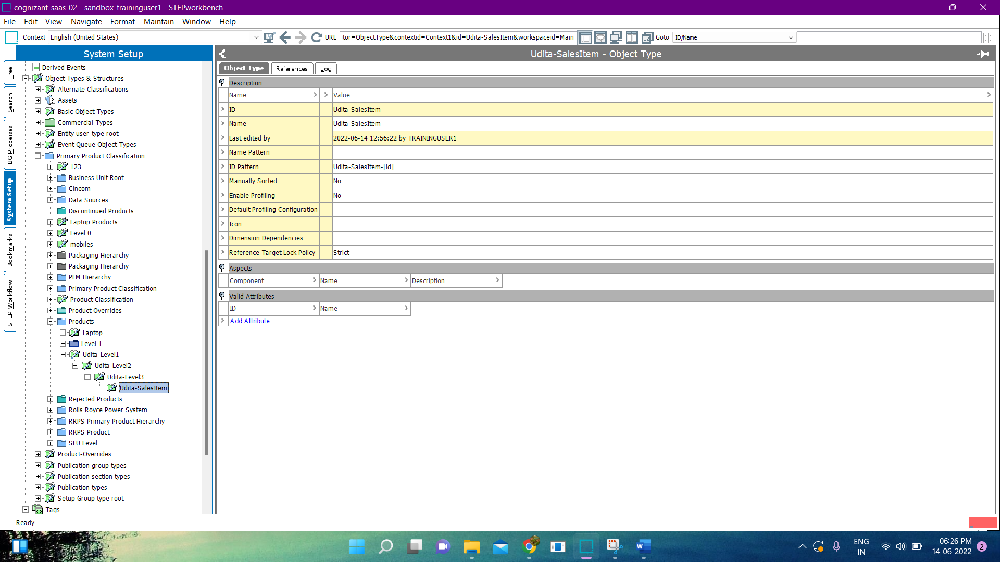 cognizant-saas-02 - sandbox-traininguser1 - STEPworkbench
File Edit View Navigate Format Maintain Window Help
Context English (United States) URL itor=ObjectType&contextid=Context1&id=Udita-SalesItem&workspaceid=Main Goto ID/Name
System Setup
Udita-SalesItem - Object Type
Tree
Search
BG Processes
System Setup
Bookmarks
STEP Workflow
Derived Events
Object Types & Structures
Alternate Classifications
Assets
Basic Object Types
Commercial Types
Entity user-type root
Event Queue Object Types
Primary Product Classification
123
Business Unit Root
Cincom
Data Sources
Discontinued Products
Laptop Products
Level 0
mobiles
Packaging Hierarchy
Packaging Hierarchy
PLM Hierarchy
Primary Product Classification
Product Classification
Product Overrides
Products
Laptop
Level 1
Udita-Level1
Udita-Level2
Udita-Level3
Udita-SalesItem
Rejected Products
Rolls Royce Power System
RRPS Primary Product Hierarchy
RRPS Product
SLU Level
Product-Overrides
Publication group types
Publication section types
Publication types
Setup Group type root
Tags
Object Type References Log
Description
Name > > Value >
> ID Udita-SalesItem
> Name Udita-SalesItem
> Last edited by 2022-06-14 12:56:22 by TRAININGUSER1
> Name Pattern
> ID Pattern Udita-SalesItem-[id]
> Manually Sorted No
> Enable Profiling No
> Default Profiling Configuration
> Icon
> Dimension Dependencies
> Reference Target Lock Policy Strict
Aspects
Component > Name > Description >
Valid Attributes
ID > Name >
> Add Attribute
Ready
ENG
IN
06:26 PM
14-06-2022
2